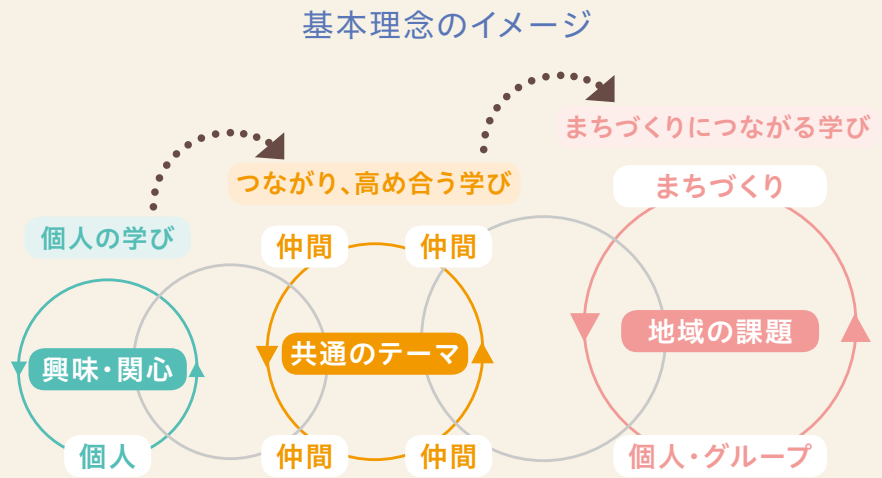 基本理念のイメージ
個人の学び
興味・関心
個人
つながり、高め合う学び
仲間
仲間
共通のテーマ
仲間
仲間
まちづくりにつながる学び
まちづくり
地域の課題
個人・グループ